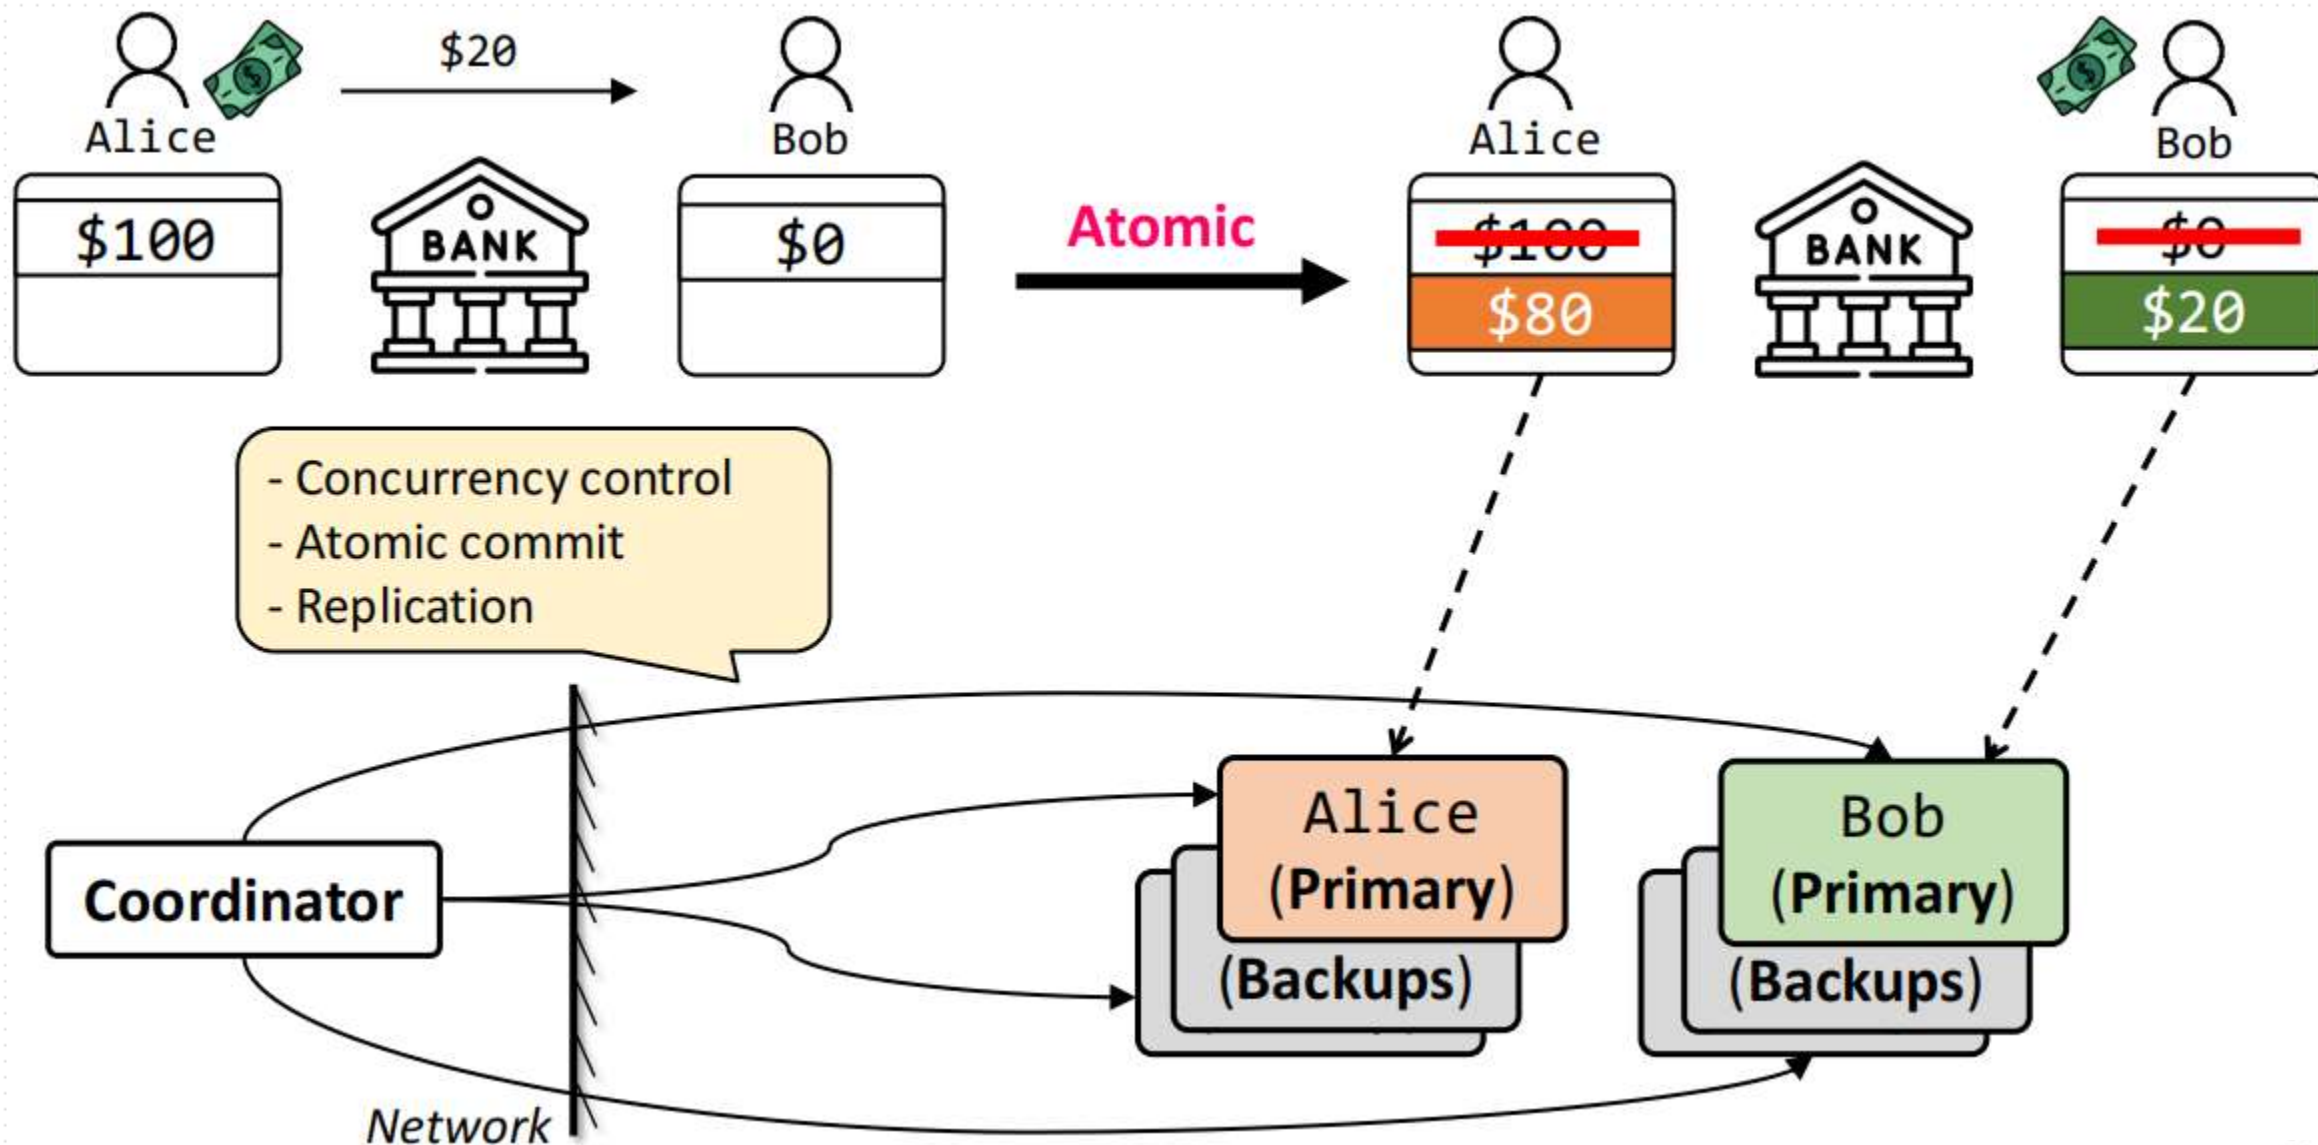 $20
Alice
Bob
$100
BANK
$0
Atomic
Alice
Bob
$100
$80
BANK
$0
$20
- Concurrency control
- Atomic commit
- Replication
Coordinator
Network
Alice
(Primary)
(Backups)
Bob
(Primary)
(Backups)